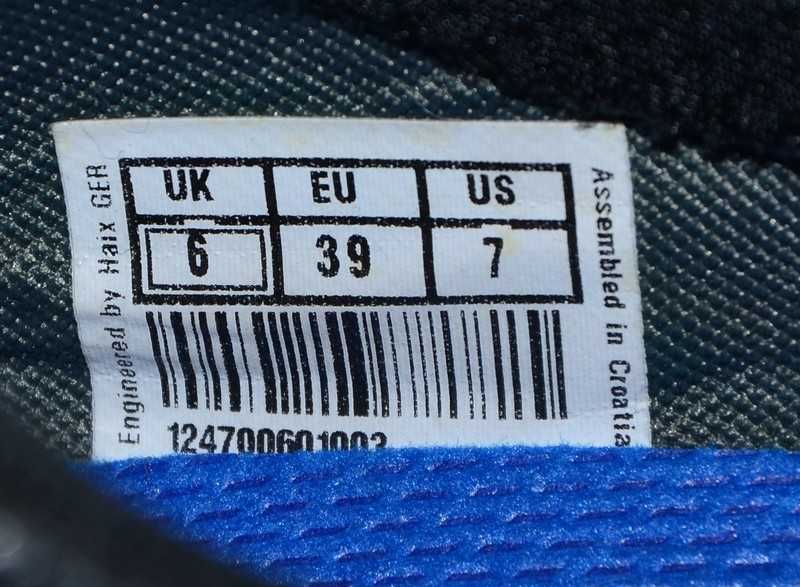 Engineered by Haix GER
UK EU US
6 39 7
124700601003
Assembled in Croatia